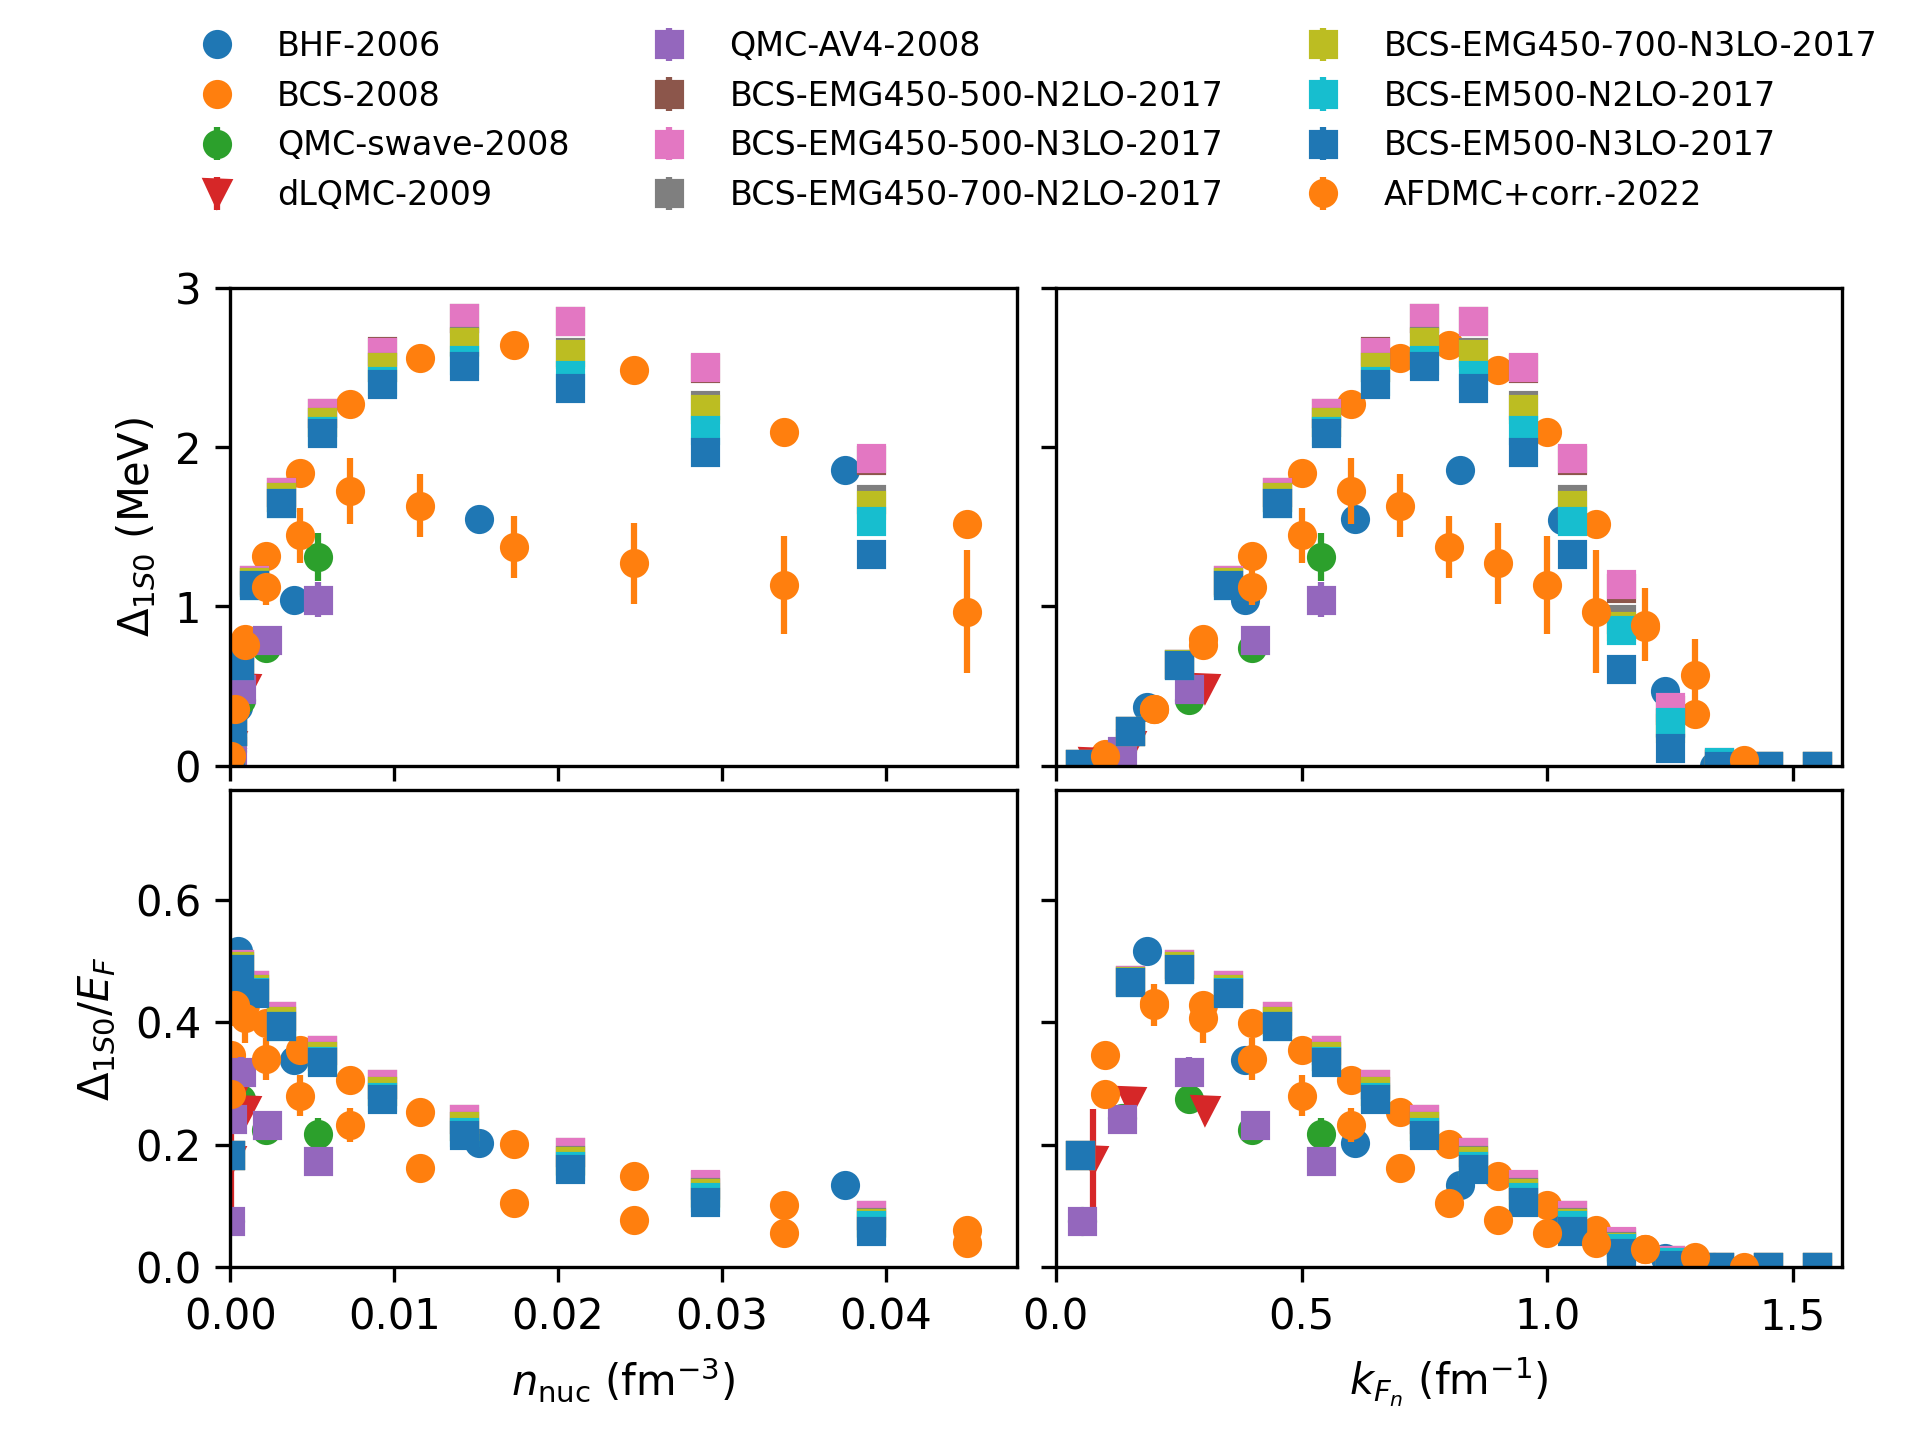 BHF-2006
BCS-2008
QMC-swave-2008
dLQMC-2009
QMC-AV4-2008
BCS-EMG450-500-N2LO-2017
BCS-EMG450-500-N3LO-2017
BCS-EMG450-700-N2LO-2017
BCS-EMG450-700-N3LO-2017
BCS-EM500-N2LO-2017
BCS-EM500-N3LO-2017
AFDMC+corr.-2022
Δ1S0 (MeV)
3
2
1
0
Δ1S0/EF
0.6
0.4
0.2
0.0
0.00 0.01 0.02 0.03 0.04
nnuc (fm−3)
0.0 0.5 1.0 1.5
kFn (fm−1)